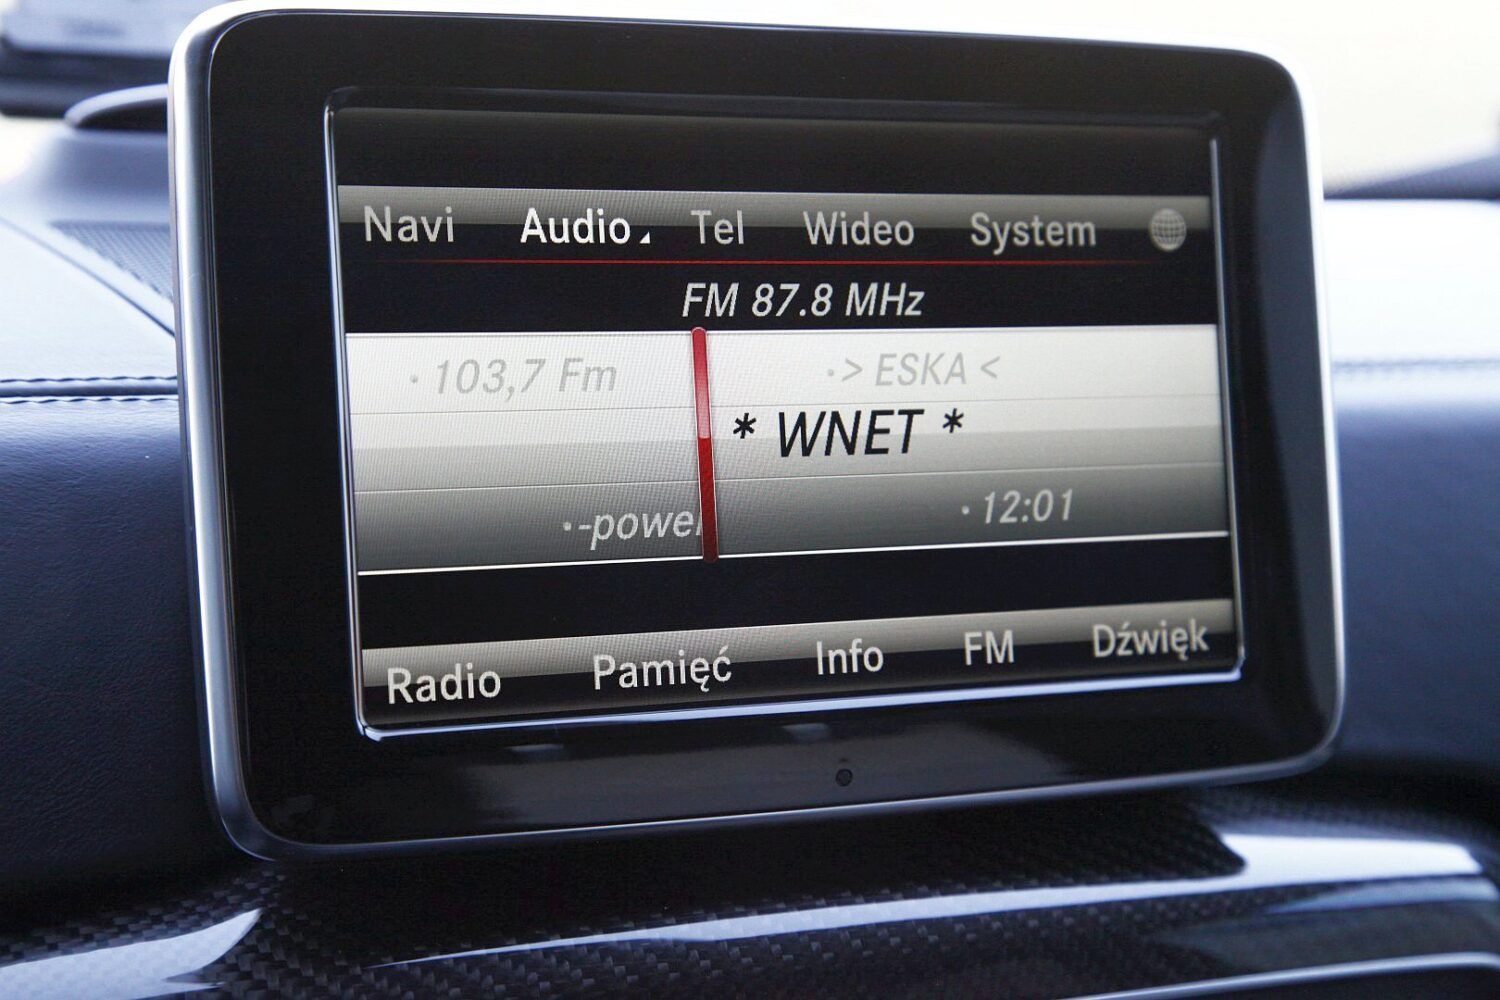 Navi Audio Tel Wideo System
FM 87.8 MHz
· 103,7 Fm ·> ESKA <
* WNET *
·-power · 12:01
Radio Pamięć Info FM Dźwięk